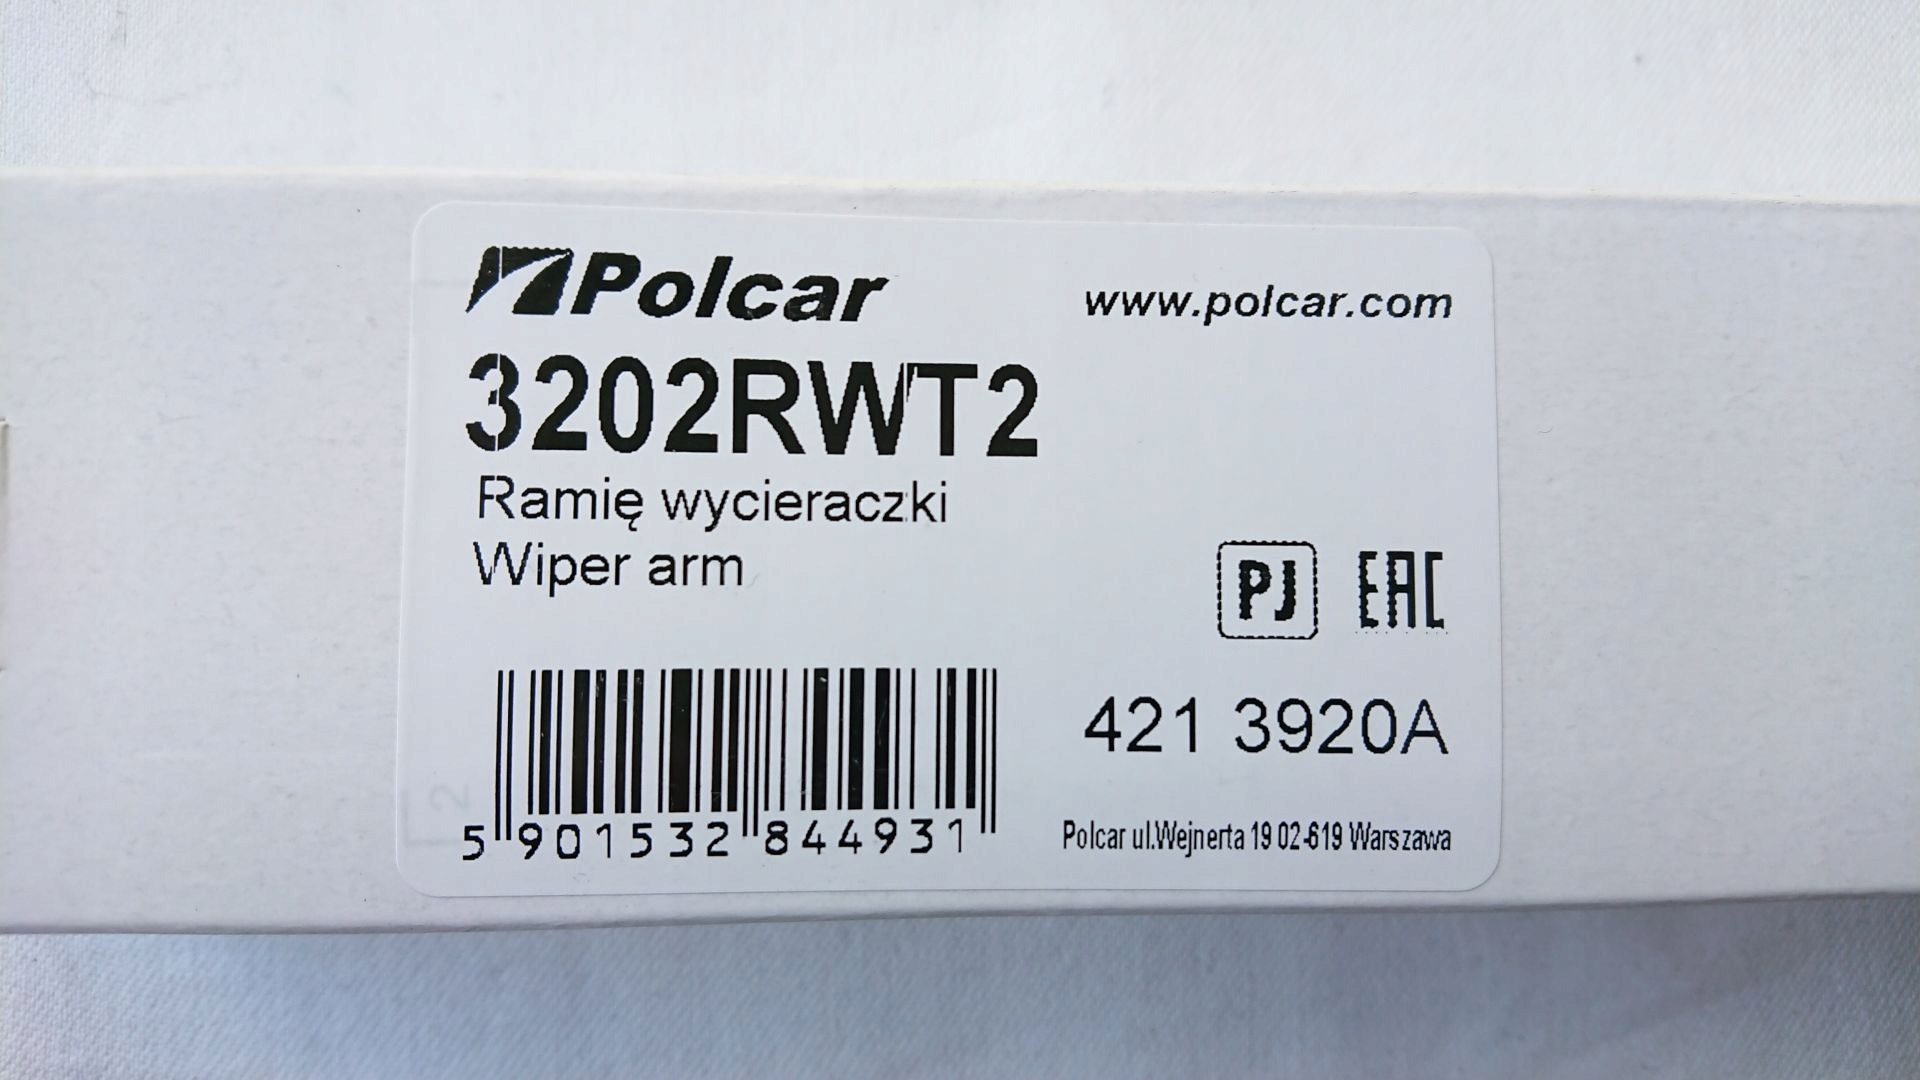 Polcar
www.polcar.com
3202RWT2
Ramię wycieraczki
Wiper arm
PJ EAC
421 3920A
5 901532 844931
Polcar ul.Wejnerta 19 02-619 Warszawa
2